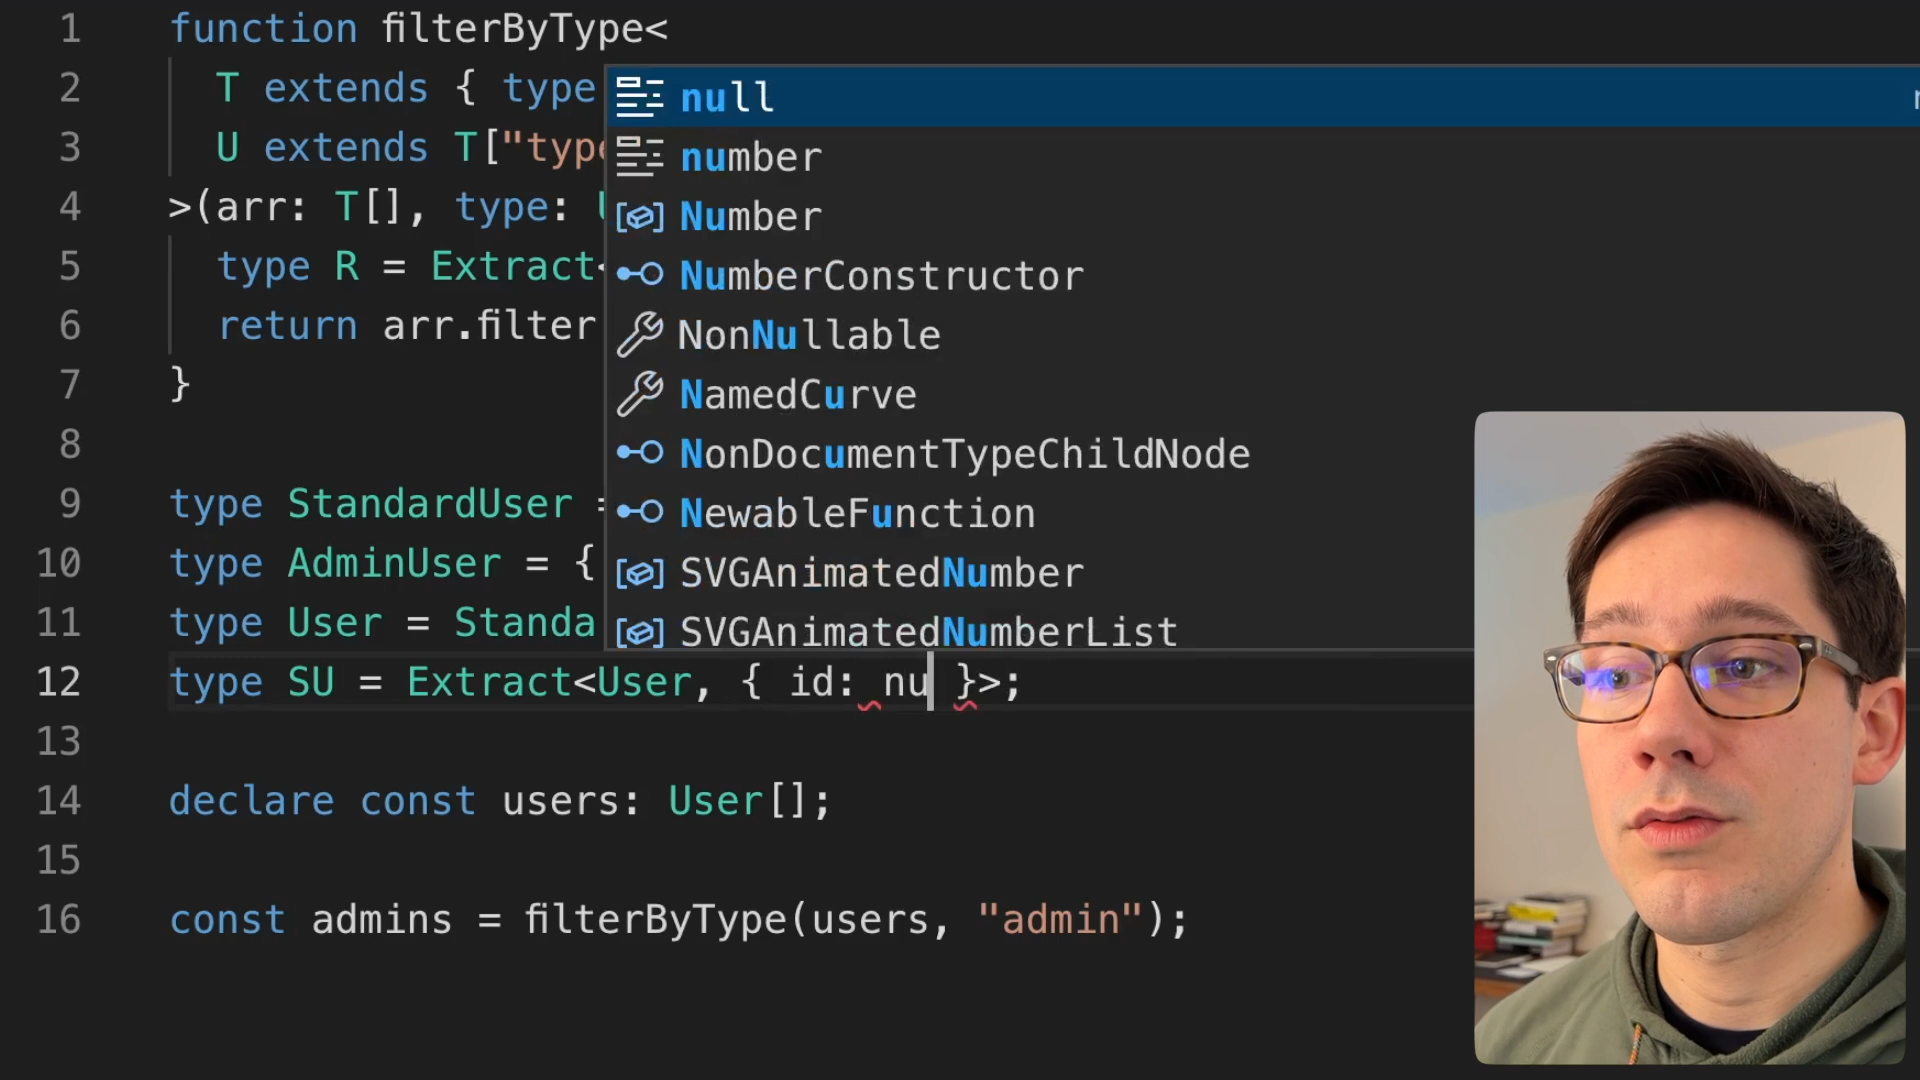 1 function filterByType<
2 T extends { type
3 U extends T["type
4 >(arr: T[], type: U
5 type R = Extract<
6 return arr.filter
7 }
8
9 type StandardUser =
10 type AdminUser = {
11 type User = Standa
12 type SU = Extract<User, { id: nu }>;
13
14 declare const users: User[];
15
16 const admins = filterByType(users, "admin");
null
number
Number
NumberConstructor
NonNullable
NamedCurve
NonDocumentTypeChildNode
NewableFunction
SVGAnimatedNumber
SVGAnimatedNumberList